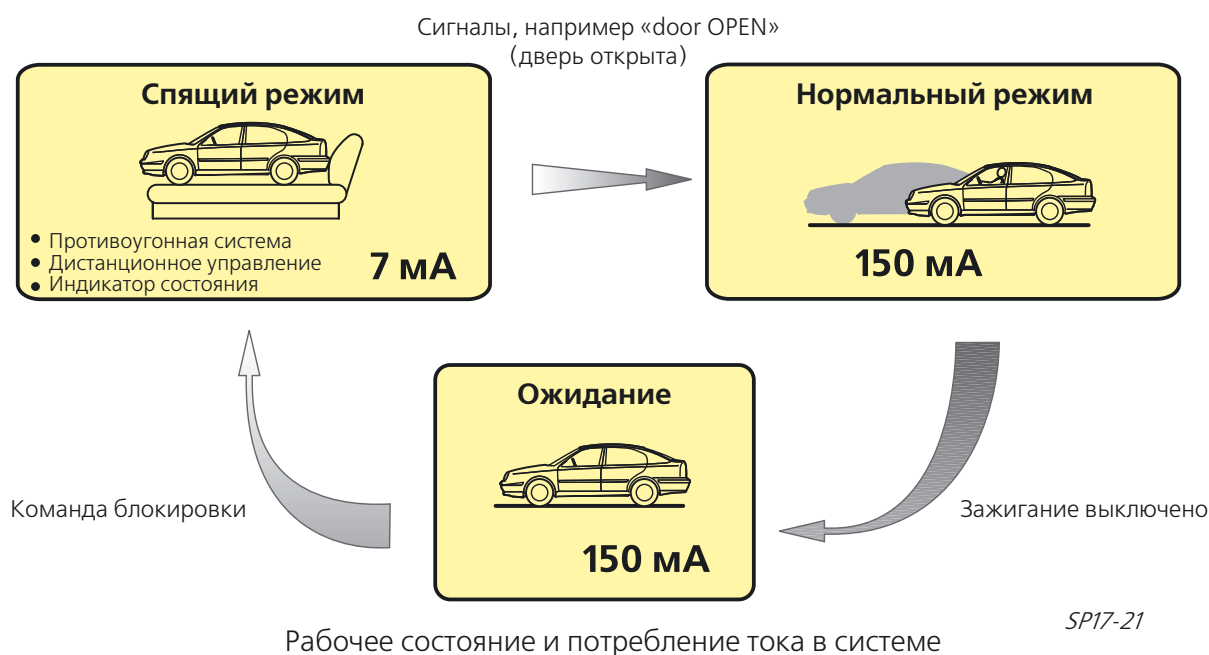 Сигналы, например «door OPEN»
(дверь открыта)
Спящий режим
• Противоугонная система
• Дистанционное управление
• Индикатор состояния
7 мА
Нормальный режим
150 мА
Ожидание
150 мА
Команда блокировки
Зажигание выключено
SP17-21
Рабочее состояние и потребление тока в системе